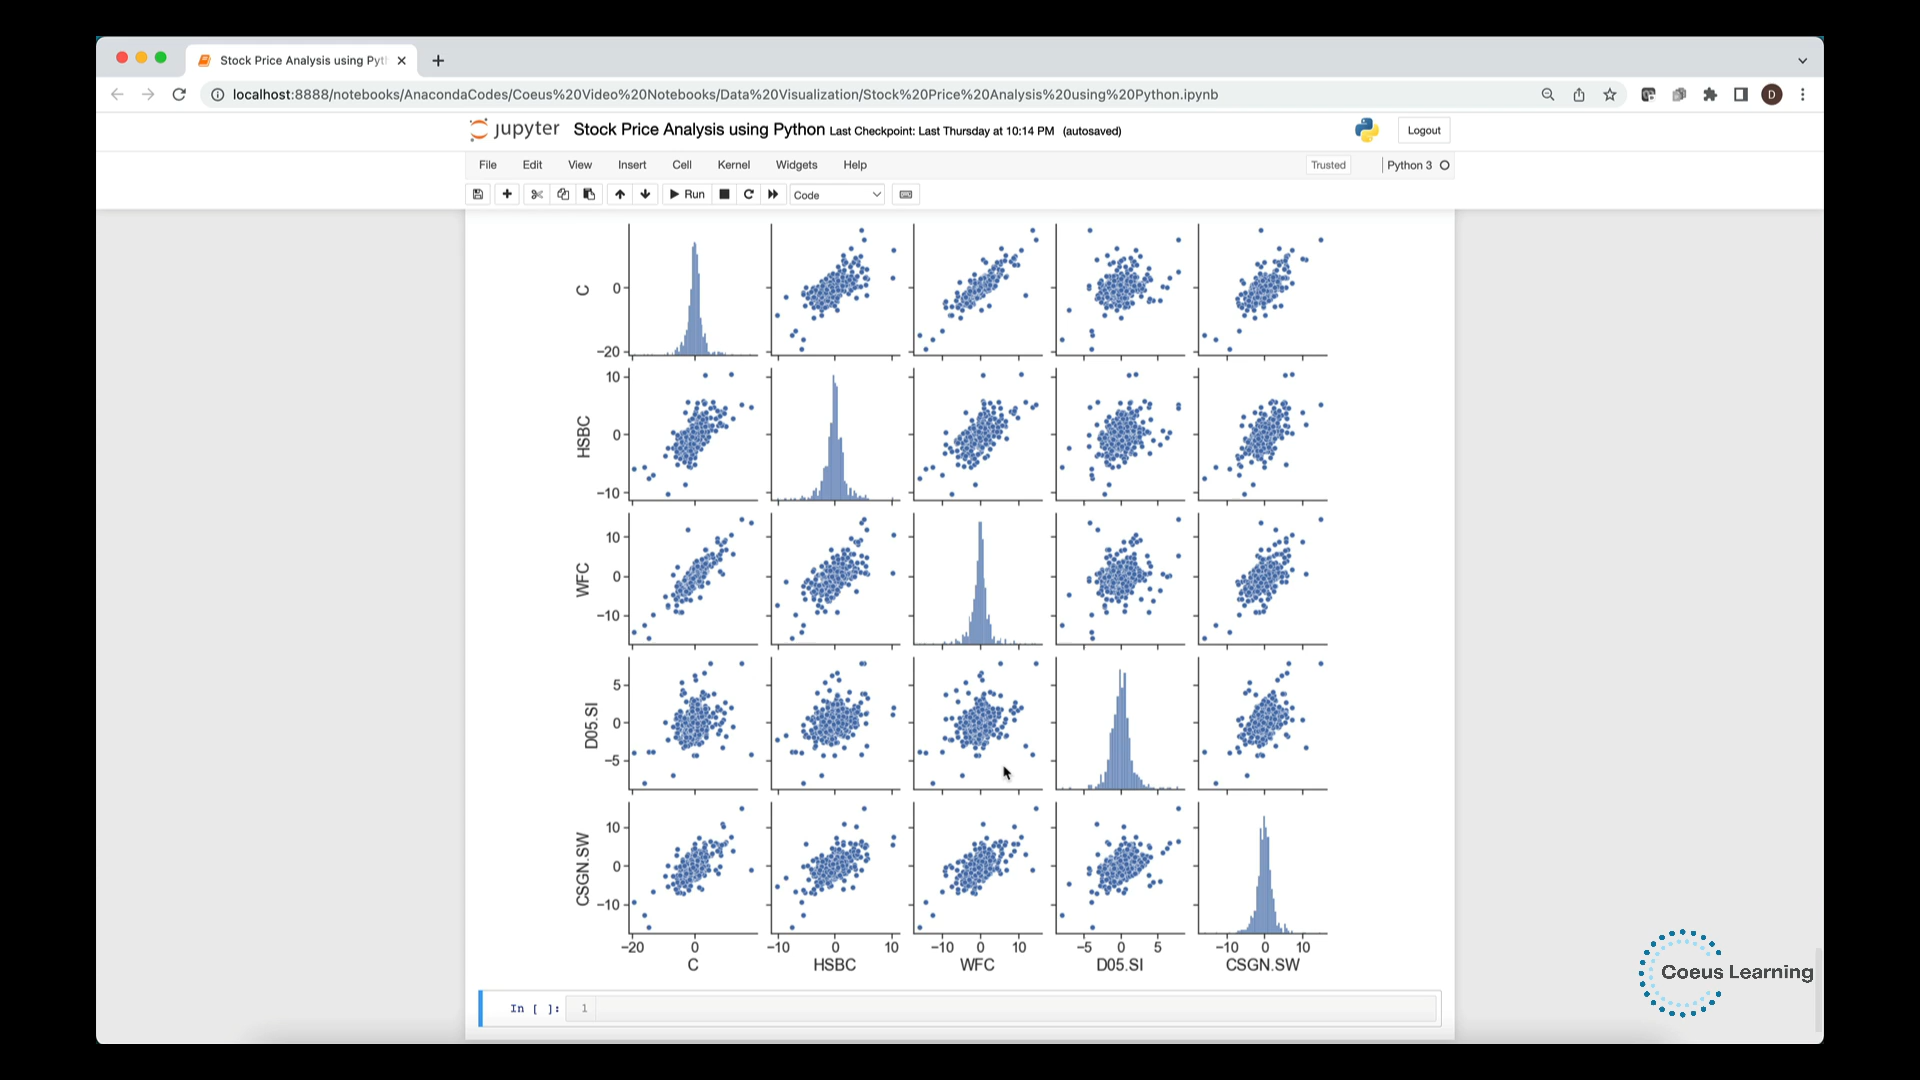 Stock Price Analysis using Pyt
localhost:8888/notebooks/AnacondaCodes/Coeus%20Video%20Notebooks/Data%20Visualization/Stock%20Price%20Analysis%20using%20Python.ipynb
D
jupyter Stock Price Analysis using Python Last Checkpoint: Last Thursday at 10:14 PM (autosaved)
Logout
File Edit View Insert Cell Kernel Widgets Help
Trusted Python 3
Run Code
C
0
−20
HSBC
10
0
−10
WFC
10
0
−10
D05.SI
5
0
−5
CSGN.SW
10
0
−10
−20 0 −10 0 10 −10 0 10 −5 0 5 −10 0 10
C HSBC WFC D05.SI CSGN.SW
Coeus Learning
In [ ]: 1